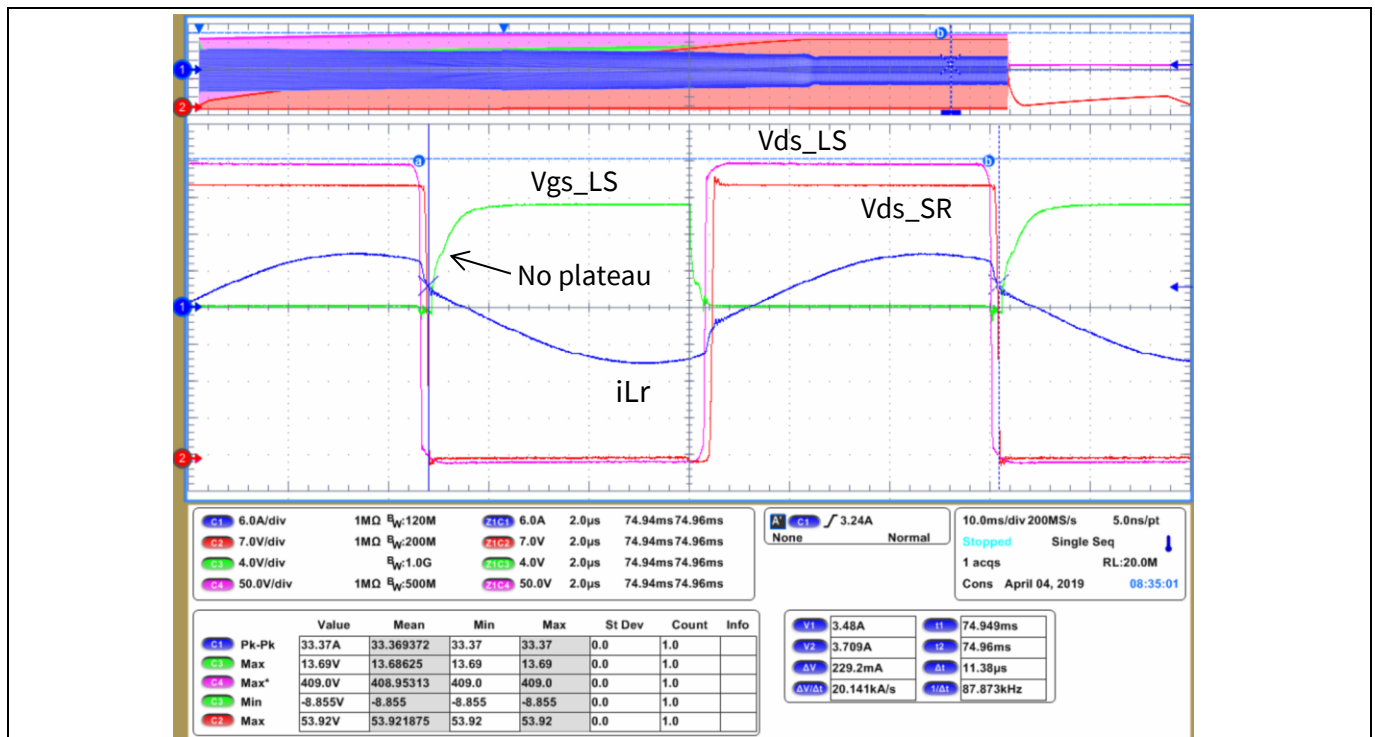 b
1
2
Vds_LS
a
b
Vgs_LS
Vds_SR
No plateau
1
iLr
2
C1 6.0A/div 1MΩ BW:120M Z1C1 6.0A 2.0µs 74.94ms 74.96ms
C2 7.0V/div 1MΩ BW:200M Z1C2 7.0V 2.0µs 74.94ms 74.96ms
C3 4.0V/div BW:1.0G Z1C3 4.0V 2.0µs 74.94ms 74.96ms
C4 50.0V/div 1MΩ BW:500M Z1C4 50.0V 2.0µs 74.94ms 74.96ms
A' C1 3.24A
None Normal
10.0ms/div 200MS/s 5.0ns/pt
Stopped Single Seq
1 acqs RL:20.0M
Cons April 04, 2019 08:35:01
Value Mean Min Max St Dev Count Info
C1 Pk-Pk 33.37A 33.369372 33.37 33.37 0.0 1.0
C3 Max 13.69V 13.68625 13.69 13.69 0.0 1.0
C4 Max* 409.0V 408.95313 409.0 409.0 0.0 1.0
C3 Min -8.855V -8.855 -8.855 -8.855 0.0 1.0
C2 Max 53.92V 53.921875 53.92 53.92 0.0 1.0
V1 3.48A t1 74.949ms
V2 3.709A t2 74.96ms
ΔV 229.2mA Δt 11.38µs
ΔV/Δt 20.141kA/s 1/Δt 87.873kHz